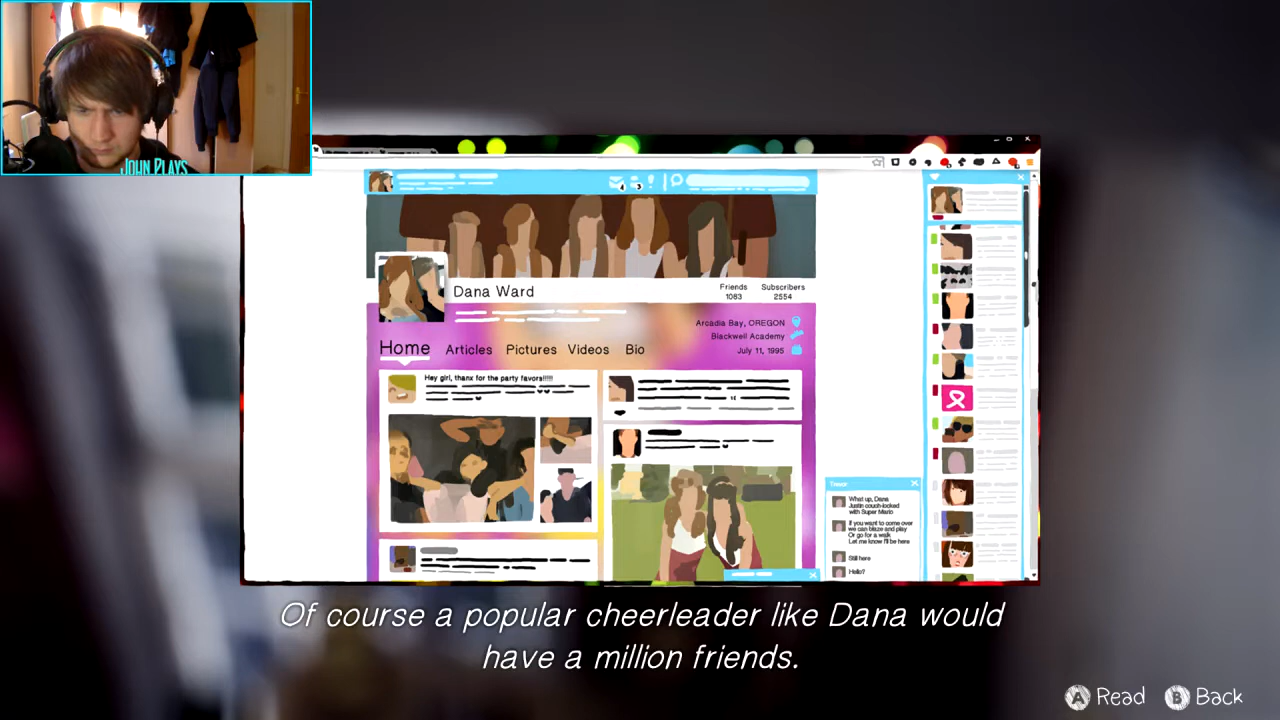 JOHN PLAYS
4
3
Dana Ward
Friends
1083
Subscribers
2554
Arcadia Bay, OREGON
Blackwell Academy
July 11, 1995
Home
Articles
Pictures
Videos
Bio
Hey girl, thanx for the party favors!!!!!
Trevor
What up, Dana
Justin couch-locked
with Super Mario
If you want to come over
we can blaze and play
Or go for a walk
Let me know I'll be here
Still here
Hello?
Of course a popular cheerleader like Dana would
have a million friends.
A Read
B Back